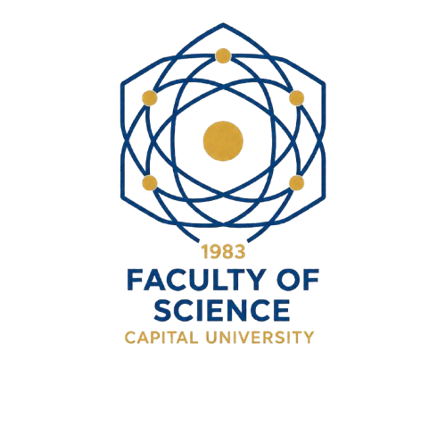 1983
FACULTY OF
SCIENCE
CAPITAL UNIVERSITY